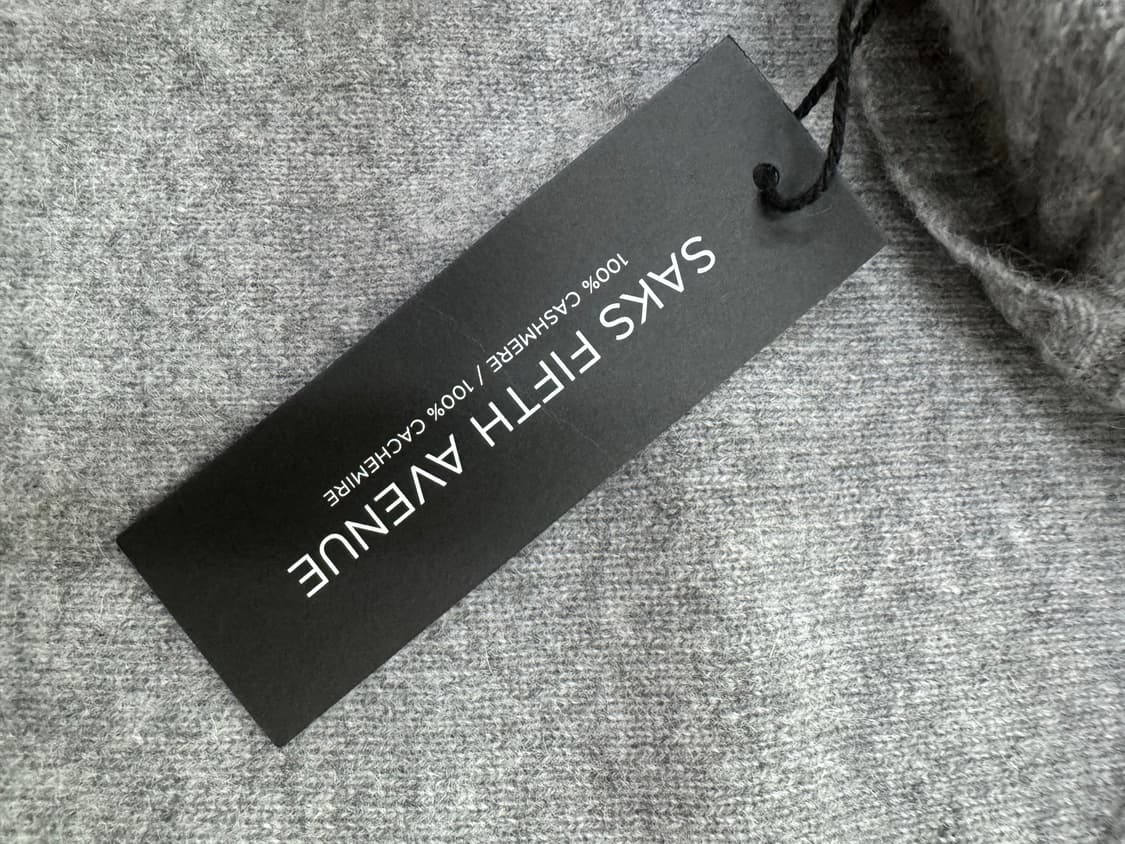 SAKS FIFTH AVENUE
100% CASHMERE / 100% CACHEMIRE